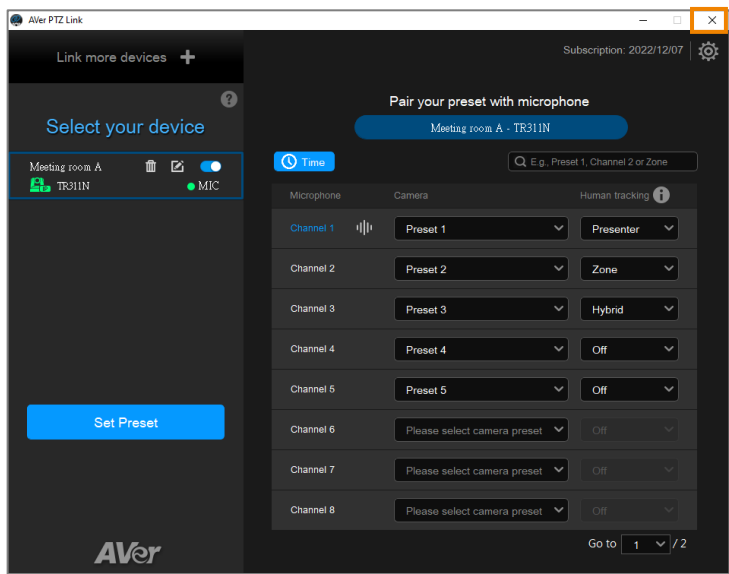 AVer PTZ Link
Link more devices
Subscription: 2022/12/07
?
Select your device
Meeting room A
TR311N
MIC
Set Preset
AVer
Pair your preset with microphone
Meeting room A - TR311N
Time
E.g., Preset 1, Channel 2 or Zone
Microphone Camera Human tracking i
Channel 1 Preset 1 Presenter
Channel 2 Preset 2 Zone
Channel 3 Preset 3 Hybrid
Channel 4 Preset 4 Off
Channel 5 Preset 5 Off
Channel 6 Please select camera preset Off
Channel 7 Please select camera preset Off
Channel 8 Please select camera preset Off
Go to 1 / 2